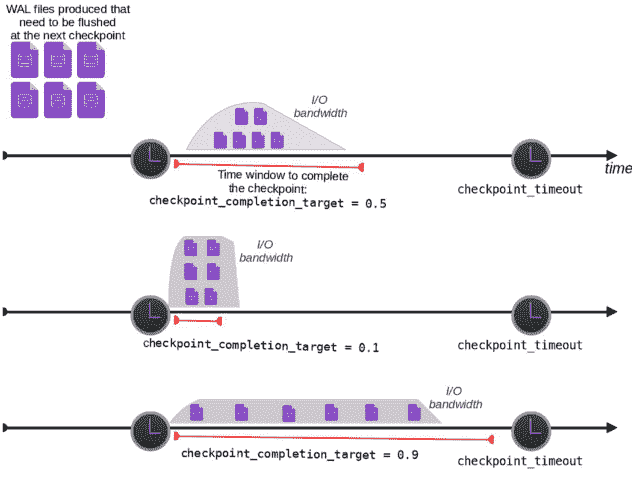 WAL files produced that
need to be flushed
at the next checkpoint
I/O
bandwidth
time
Time window to complete
the checkpoint:
checkpoint_completion_target = 0.5
checkpoint_timeout
I/O
bandwidth
checkpoint_completion_target = 0.1
checkpoint_timeout
I/O
bandwidth
checkpoint_completion_target = 0.9
checkpoint_timeout